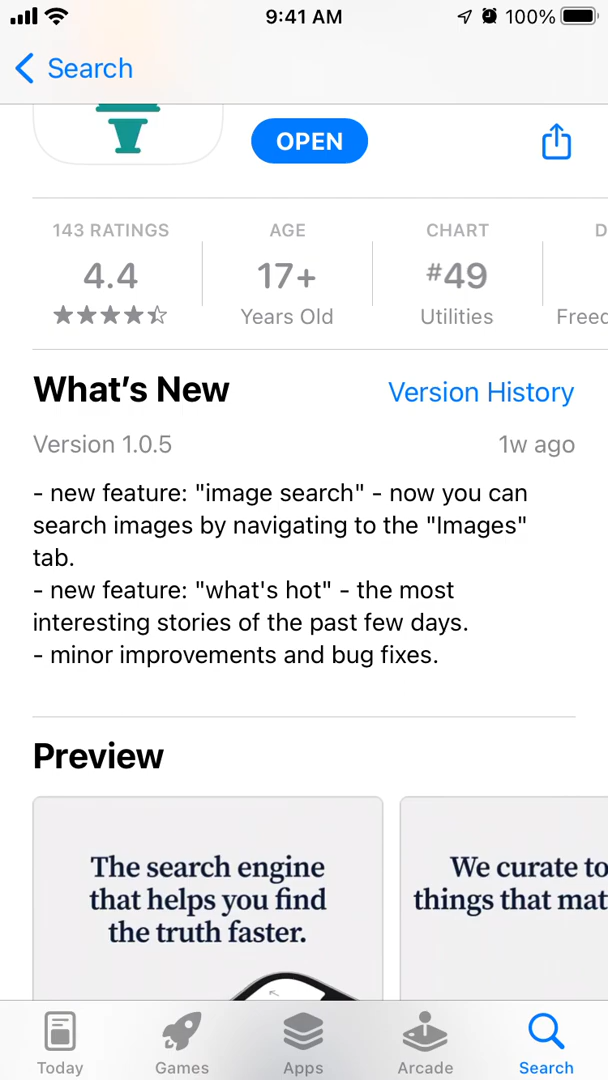 9:41 AM
100%
Search
OPEN
143 RATINGS
AGE
CHART
D
4.4
17+
#49
Years Old
Utilities
Freed
What’s New
Version History
Version 1.0.5
1w ago
- new feature: "image search" - now you can
search images by navigating to the "Images"
tab.
- new feature: "what's hot" - the most
interesting stories of the past few days.
- minor improvements and bug fixes.
Preview
The search engine
that helps you find
the truth faster.
We curate to
things that mat
Today
Games
Apps
Arcade
Search